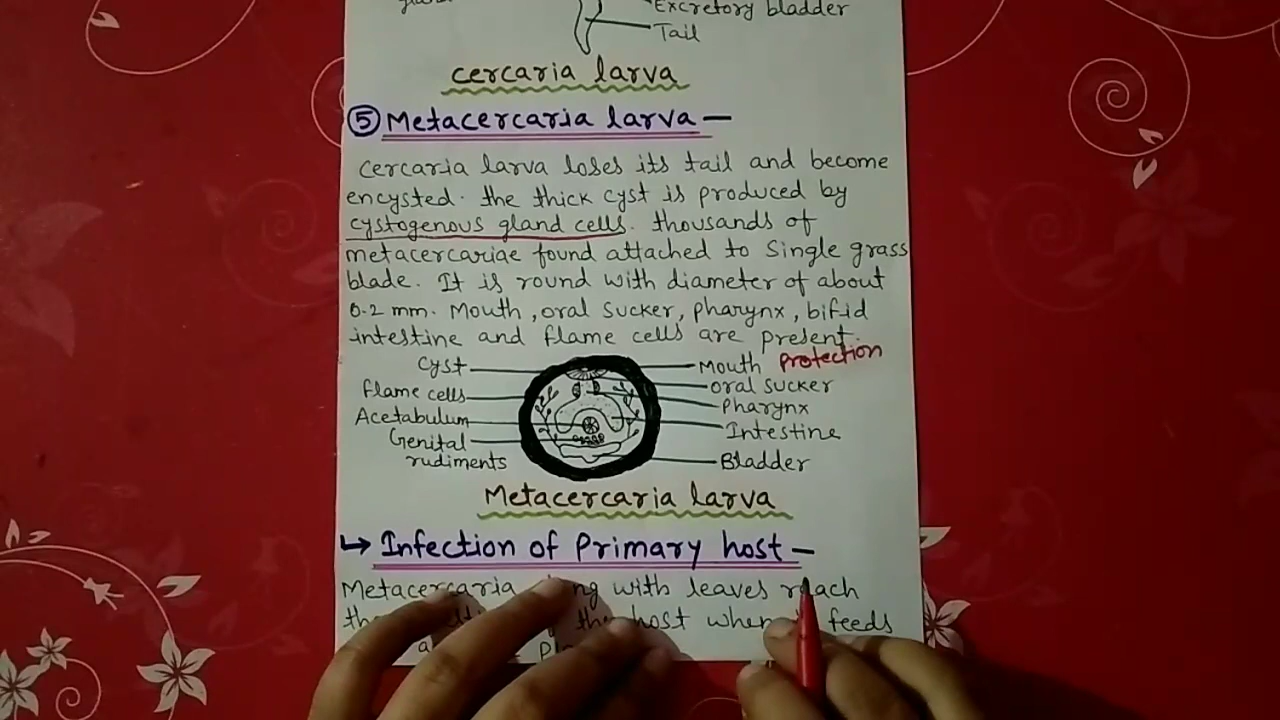 gland
Excretory bladder
Tail
cercaria larva
⑤ Metacercaria larva —
cercaria larva loses its tail and become
encysted. the thick cyst is produced by
cystogenous gland cells. thousands of
metacercariae found attached to single grass
blade. It is round with diameter of about
0.2 mm. Mouth, oral sucker, pharynx, bifid
intestine and flame cells are present.
Protection
Cyst
Mouth
Flame cells
oral sucker
Acetabulum
Pharynx
Genital
rudiments
Intestine
Bladder
Metacercaria larva
↳ Infection of Primary host —
Metacercaria with leaves reach
the host when feeds